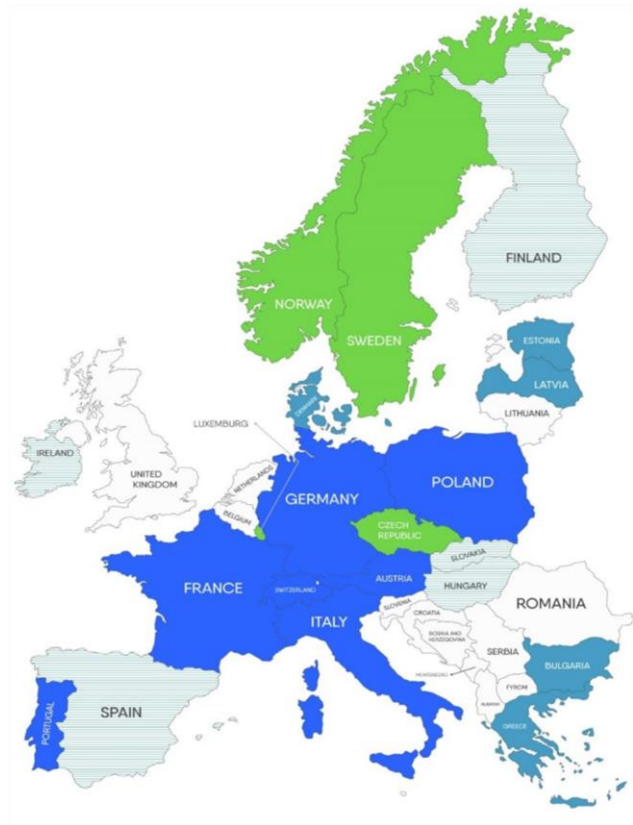 FINLAND
NORWAY
SWEDEN
ESTONIA
LATVIA
DENMARK
LITHUANIA
LUXEMBURG
IRELAND
UNITED
KINGDOM
NETHERLANDS
BELGIUM
GERMANY
POLAND
CZECH
REPUBLIC
SLOVAKIA
FRANCE
SWITZERLAND
AUSTRIA
HUNGARY
ITALY
SLOVENIA
CROATIA
ROMANIA
BOSNIA AND
HERZEGOVINA
SERBIA
BULGARIA
MONTENEGRO
FYROM
ALBANIA
SPAIN
PORTUGAL
GREECE